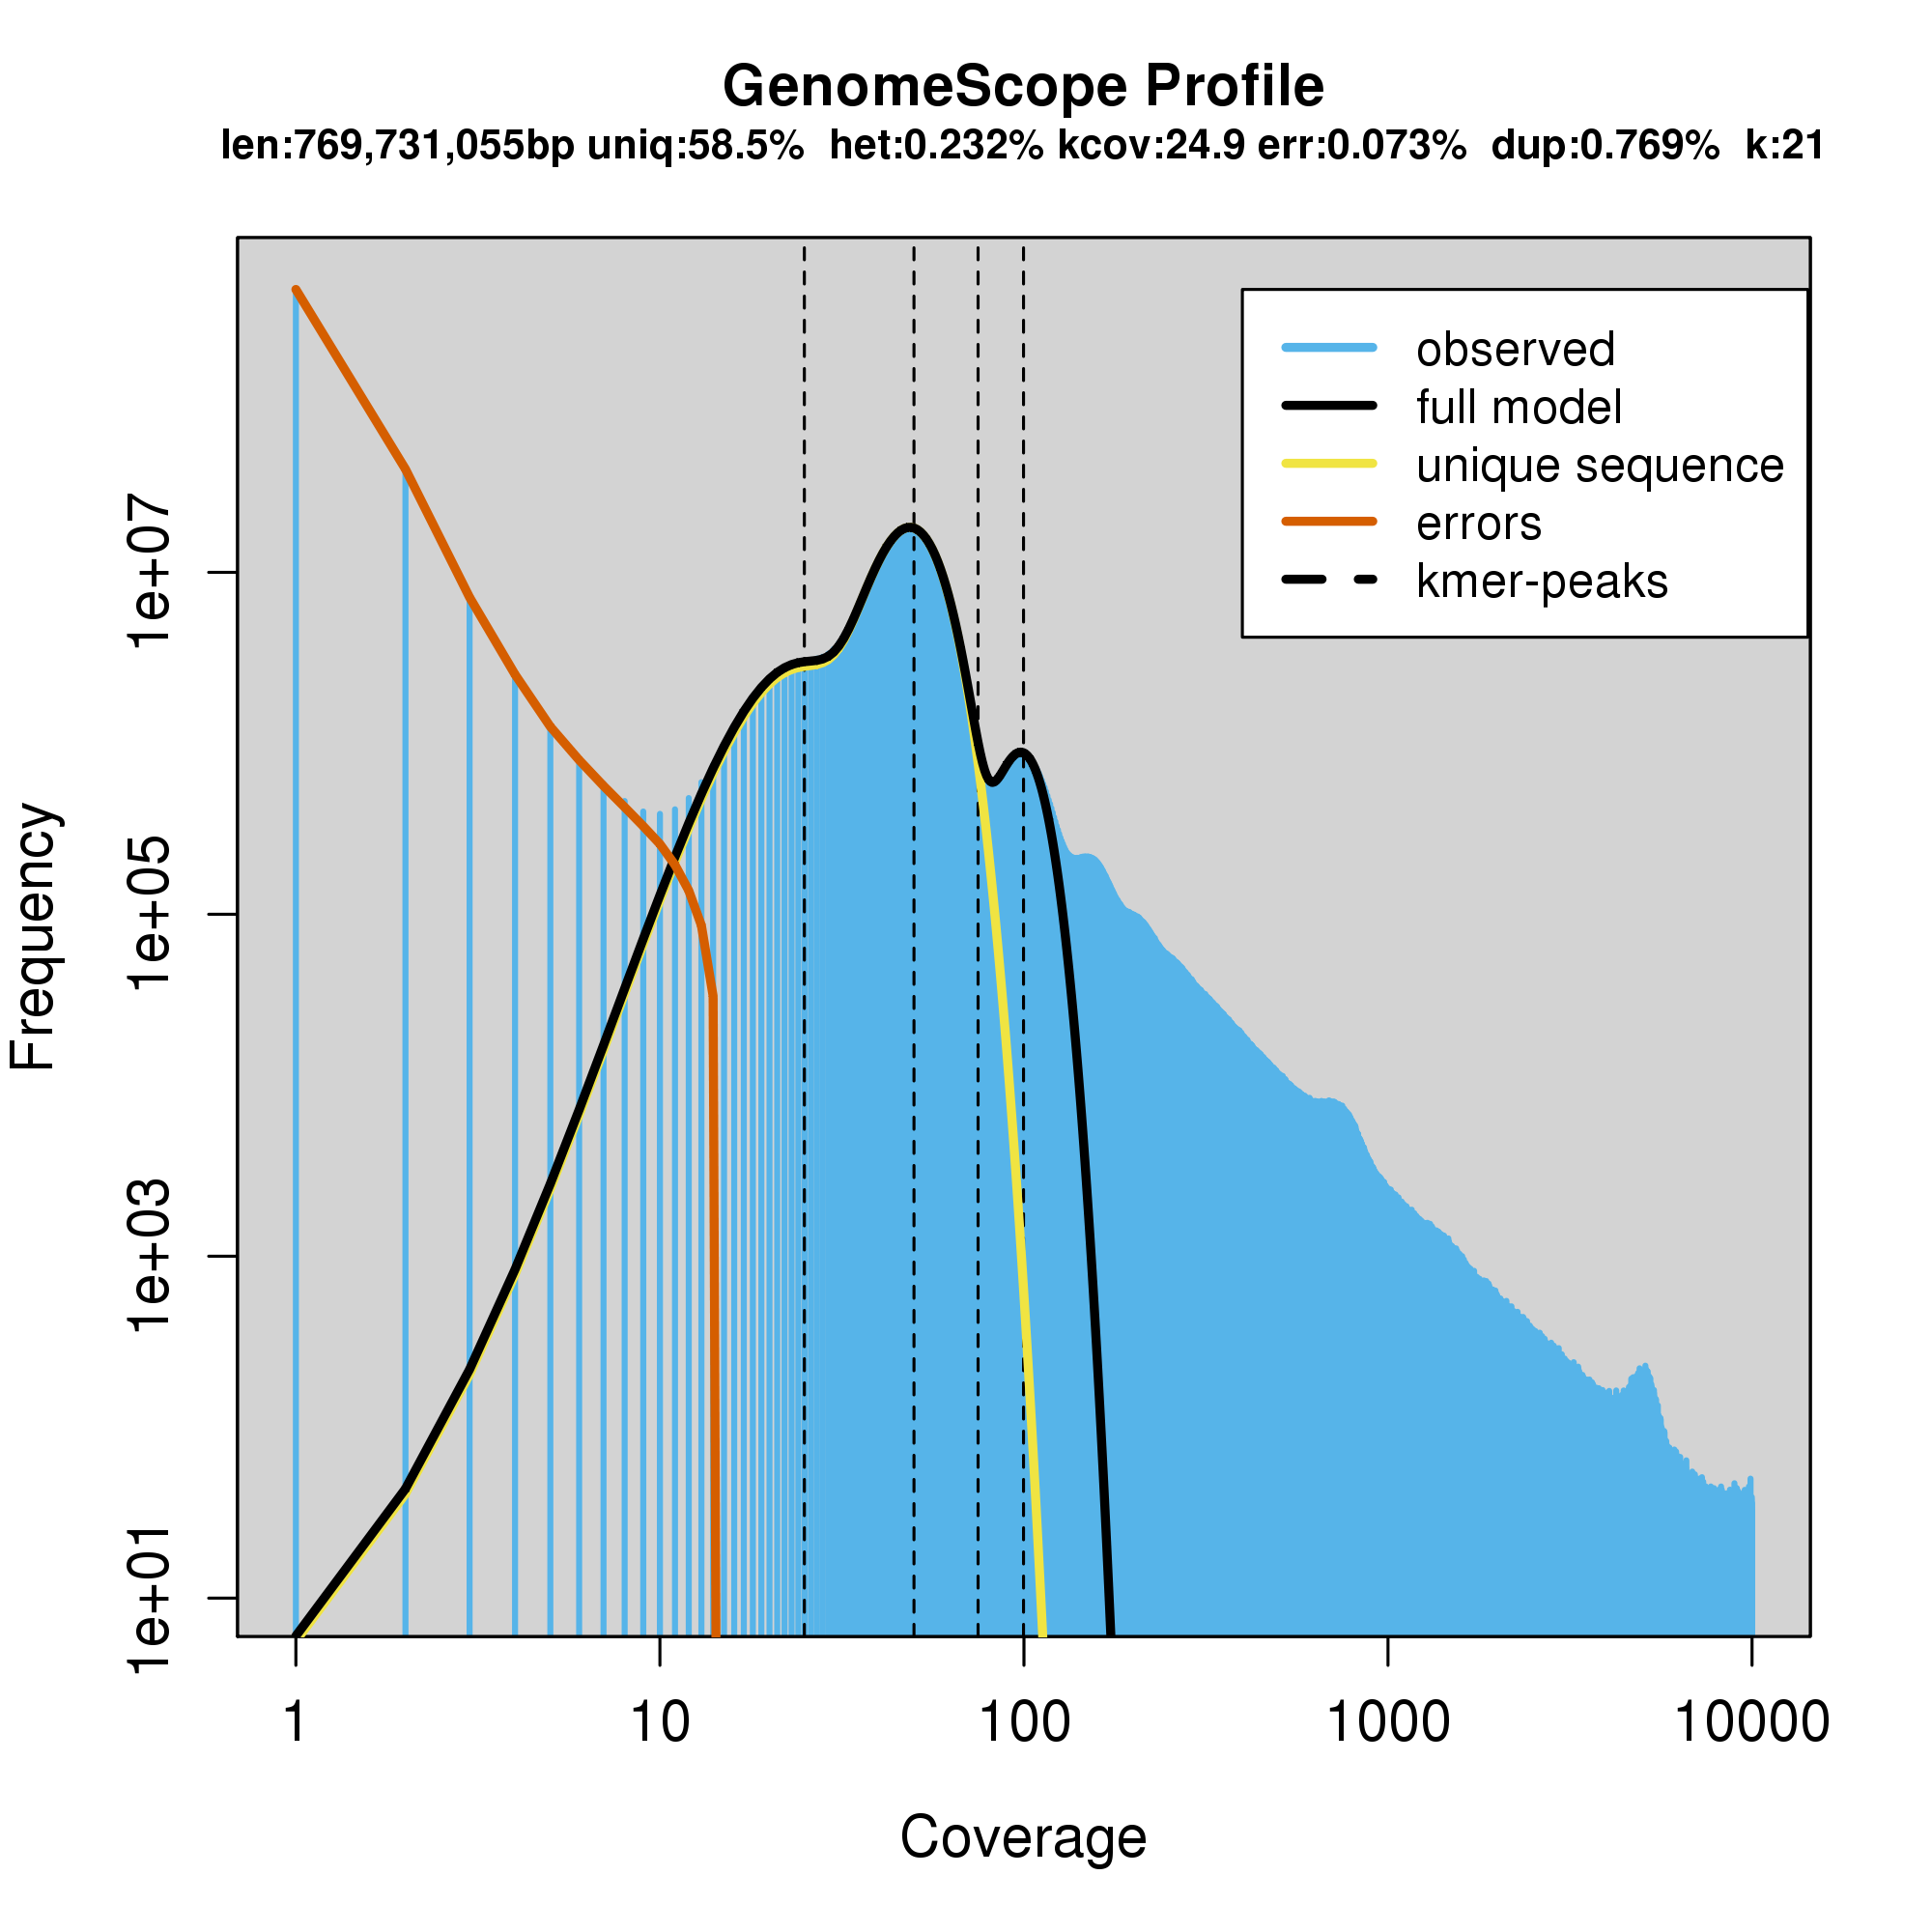 GenomeScope Profile
len:769,731,055bp uniq:58.5% het:0.232% kcov:24.9 err:0.073% dup:0.769% k:21
observed
full model
unique sequence
errors
kmer-peaks
Frequency
1e+07
1e+05
1e+03
1e+01
1 10 100 1000 10000
Coverage